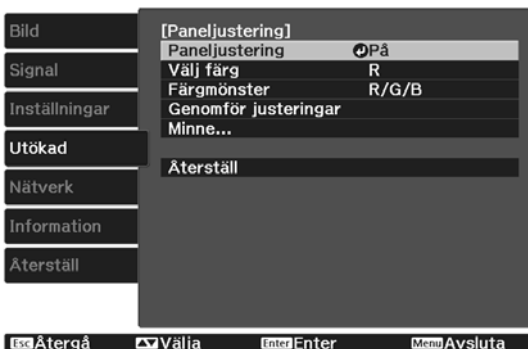 Bild
Signal
Inställningar
Utökad
Nätverk
Information
Återställ
[Paneljustering]
Paneljustering På
Välj färg R
Färgmönster R/G/B
Genomför justeringar
Minne...
Återställ
Esc Återgå Välja Enter Enter Menu Avsluta